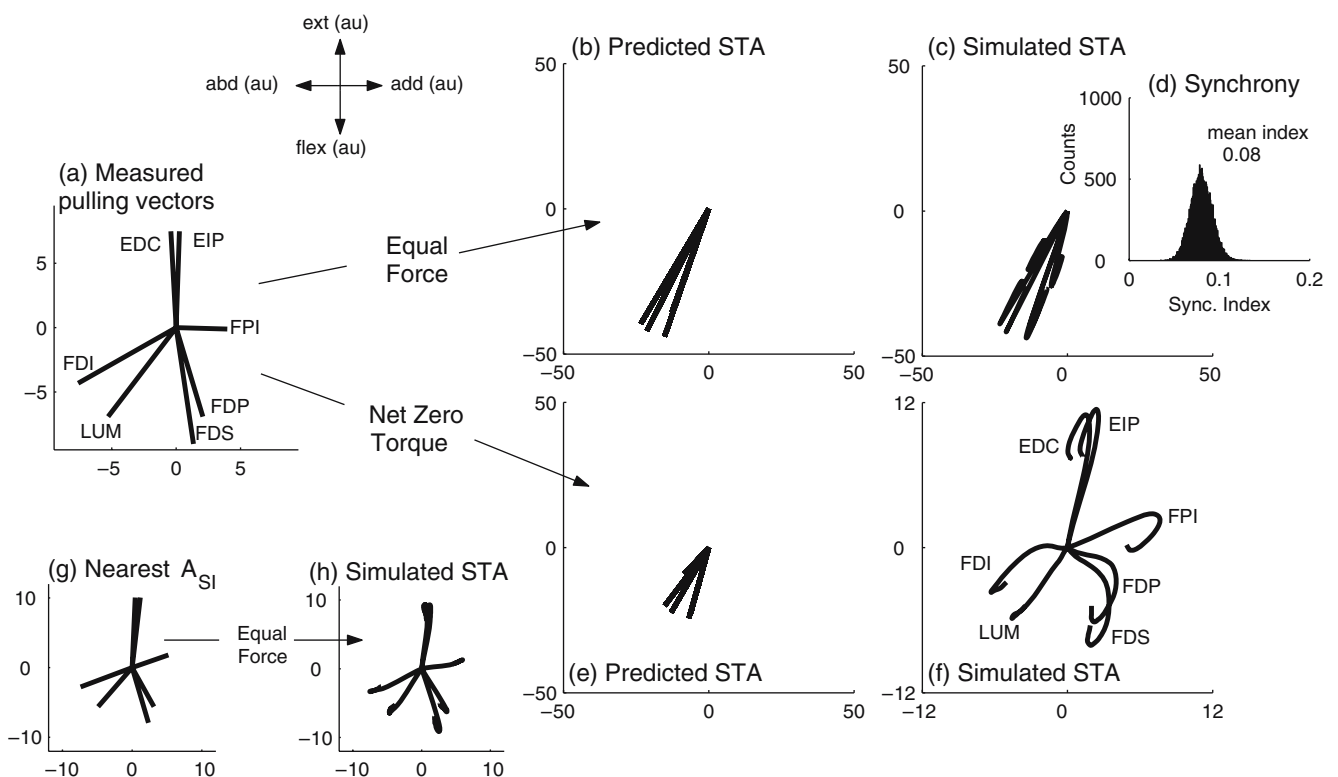 ext (au)
abd (au)
add (au)
flex (au)
(a) Measured
pulling vectors
EDC
EIP
FPI
FDI
LUM
FDP
FDS
5
0
−5
−5
0
5
Equal
Force
Net Zero
Torque
(b) Predicted STA
50
0
−50
−50
0
50
(c) Simulated STA
50
0
−50
−50
0
50
(d) Synchrony
1000
500
0
Counts
mean index
0.08
0
0.1
0.2
Sync. Index
50
0
−50
(e) Predicted STA
−50
0
50
12
0
−12
EDC
EIP
FPI
FDI
FDP
LUM
FDS
(f) Simulated STA
−12
0
12
(g) Nearest A SI
10
0
−10
−10
0
10
Equal
Force
(h) Simulated STA
10
0
−10
−10
0
10